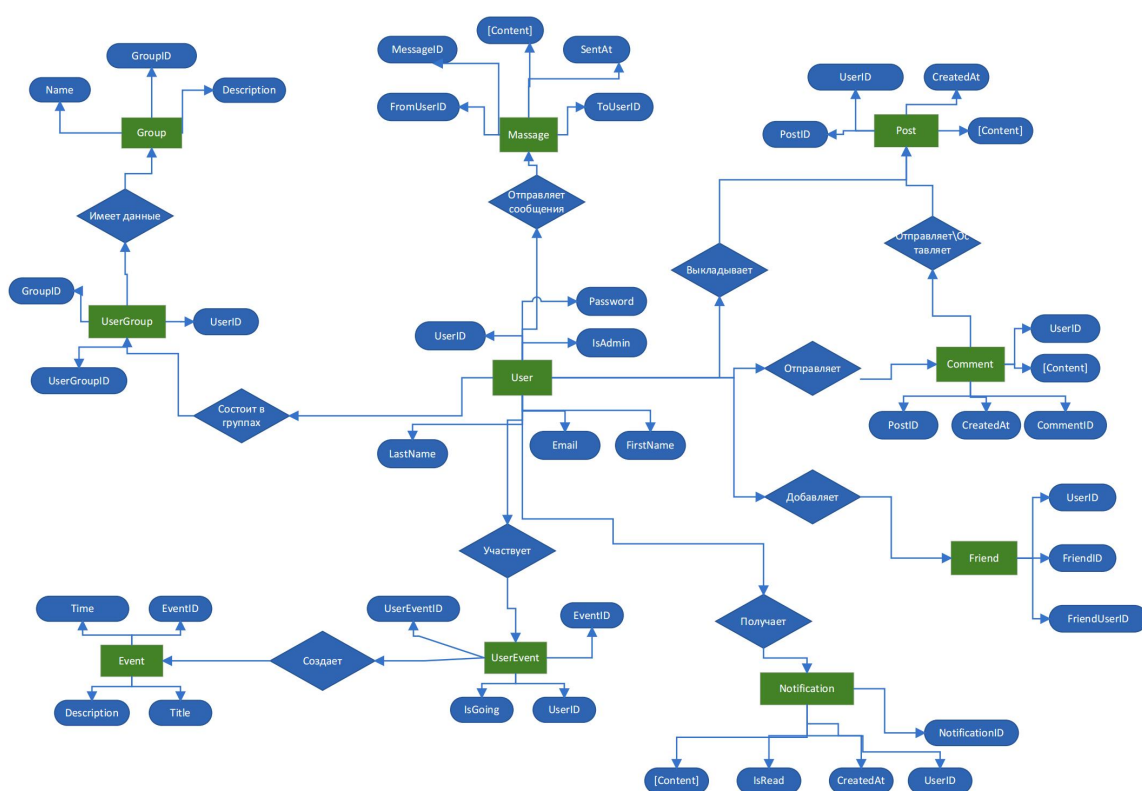 GroupID
Name
Description
Group
Имеет данные
GroupID
UserGroup
UserID
UserGroupID
Состоит в
группах
MessageID
[Content]
SentAt
FromUserID
ToUserID
Massage
Отправляет
сообщения
Password
UserID
IsAdmin
User
LastName
Email
FirstName
UserID
CreatedAt
PostID
Post
[Content]
Выкладывает
Отправляет\Ос
тавляет
Отправляет
UserID
Comment
[Content]
PostID
CreatedAt
CommentID
Добавляет
UserID
Friend
FriendID
FriendUserID
Участвует
Time
EventID
Event
Description
Title
Создает
UserEventID
EventID
UserEvent
IsGoing
UserID
Получает
Notification
NotificationID
[Content]
IsRead
CreatedAt
UserID